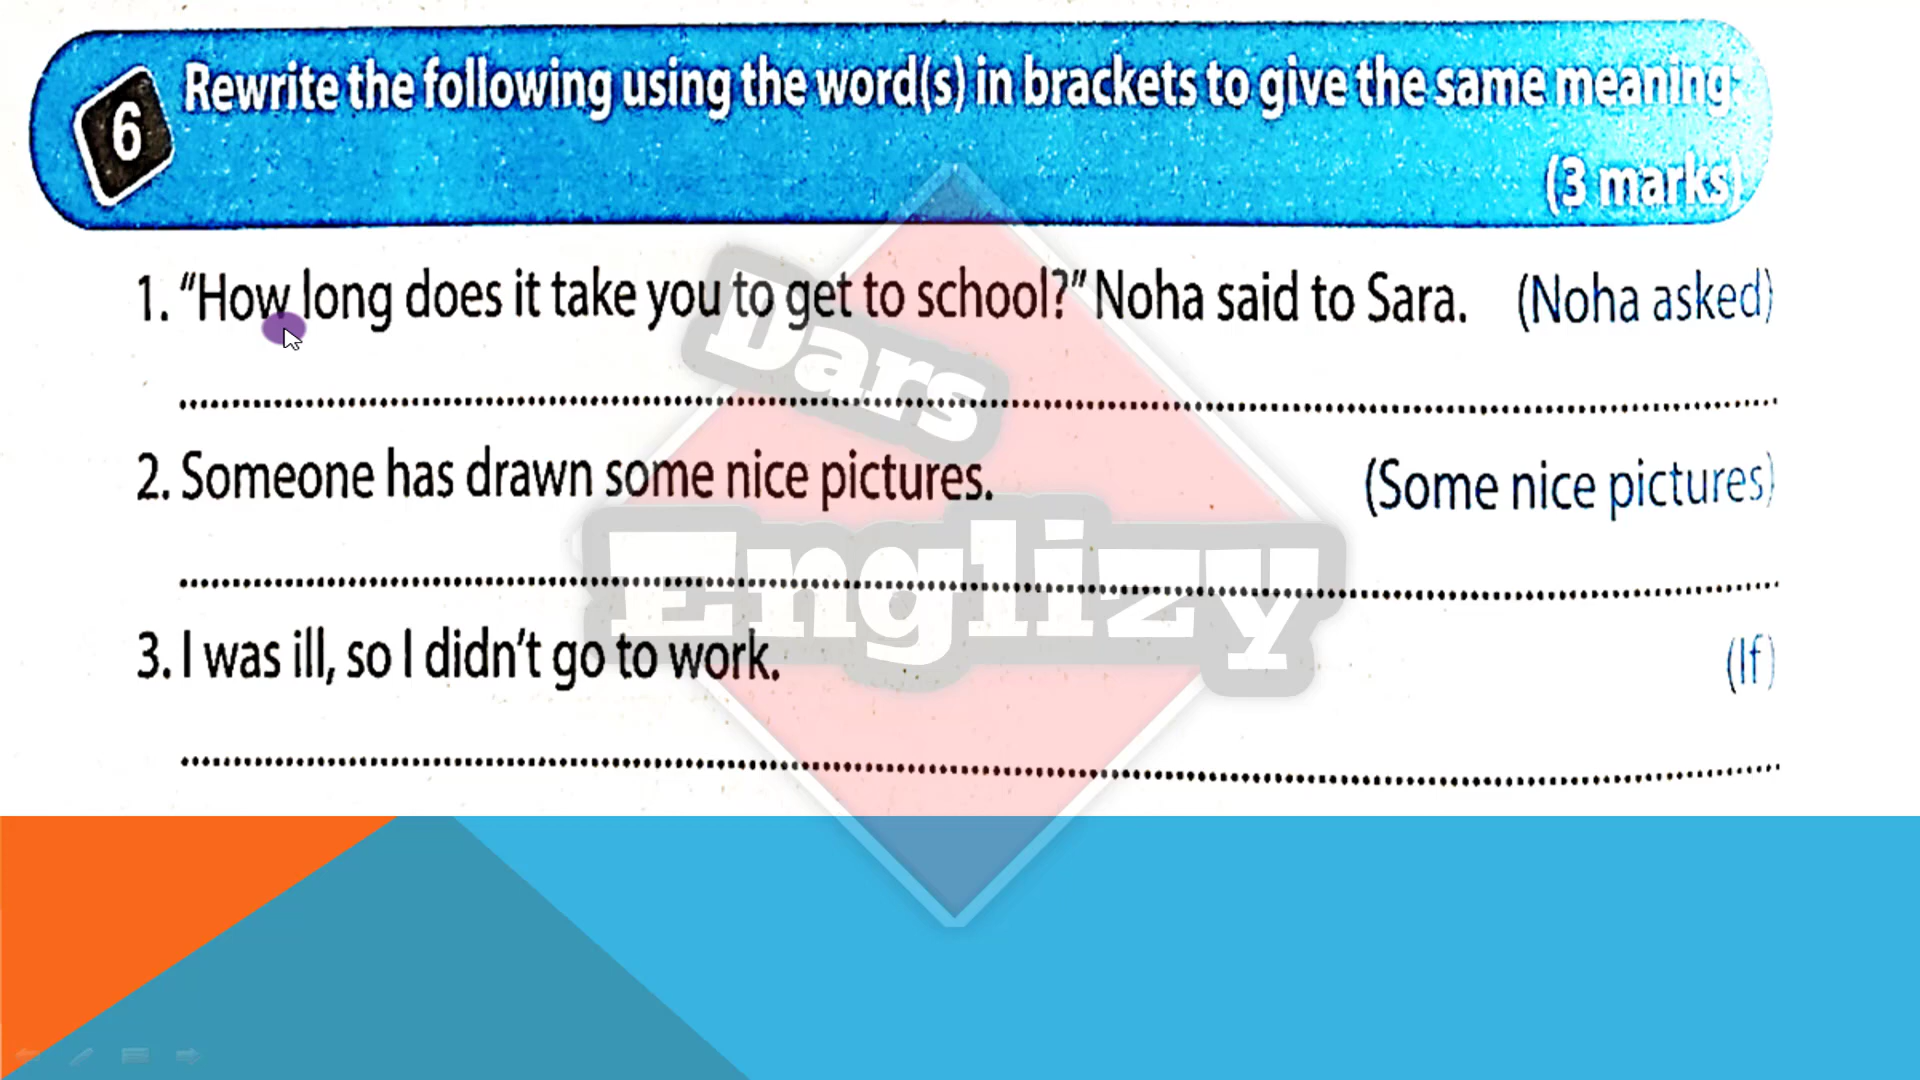 6 Rewrite the following using the word(s) in brackets to give the same meaning:
(3 marks)
1. "How long does it take you to get to school?" Noha said to Sara. (Noha asked)
2. Someone has drawn some nice pictures. (Some nice pictures)
3. I was ill, so I didn't go to work. (If)
Dars
Englizy